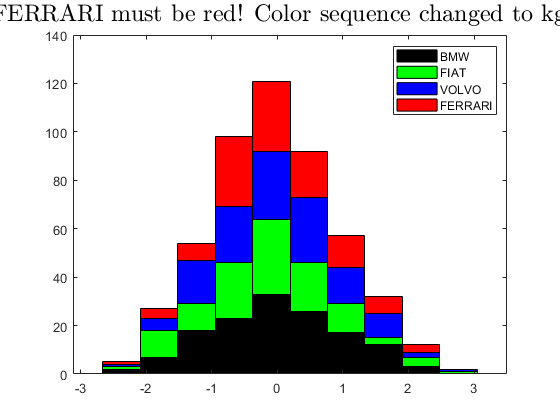 FERRARI must be red! Color sequence changed to kg
140
120
100
80
60
40
20
0
-3 -2 -1 0 1 2 3
BMW
FIAT
VOLVO
FERRARI